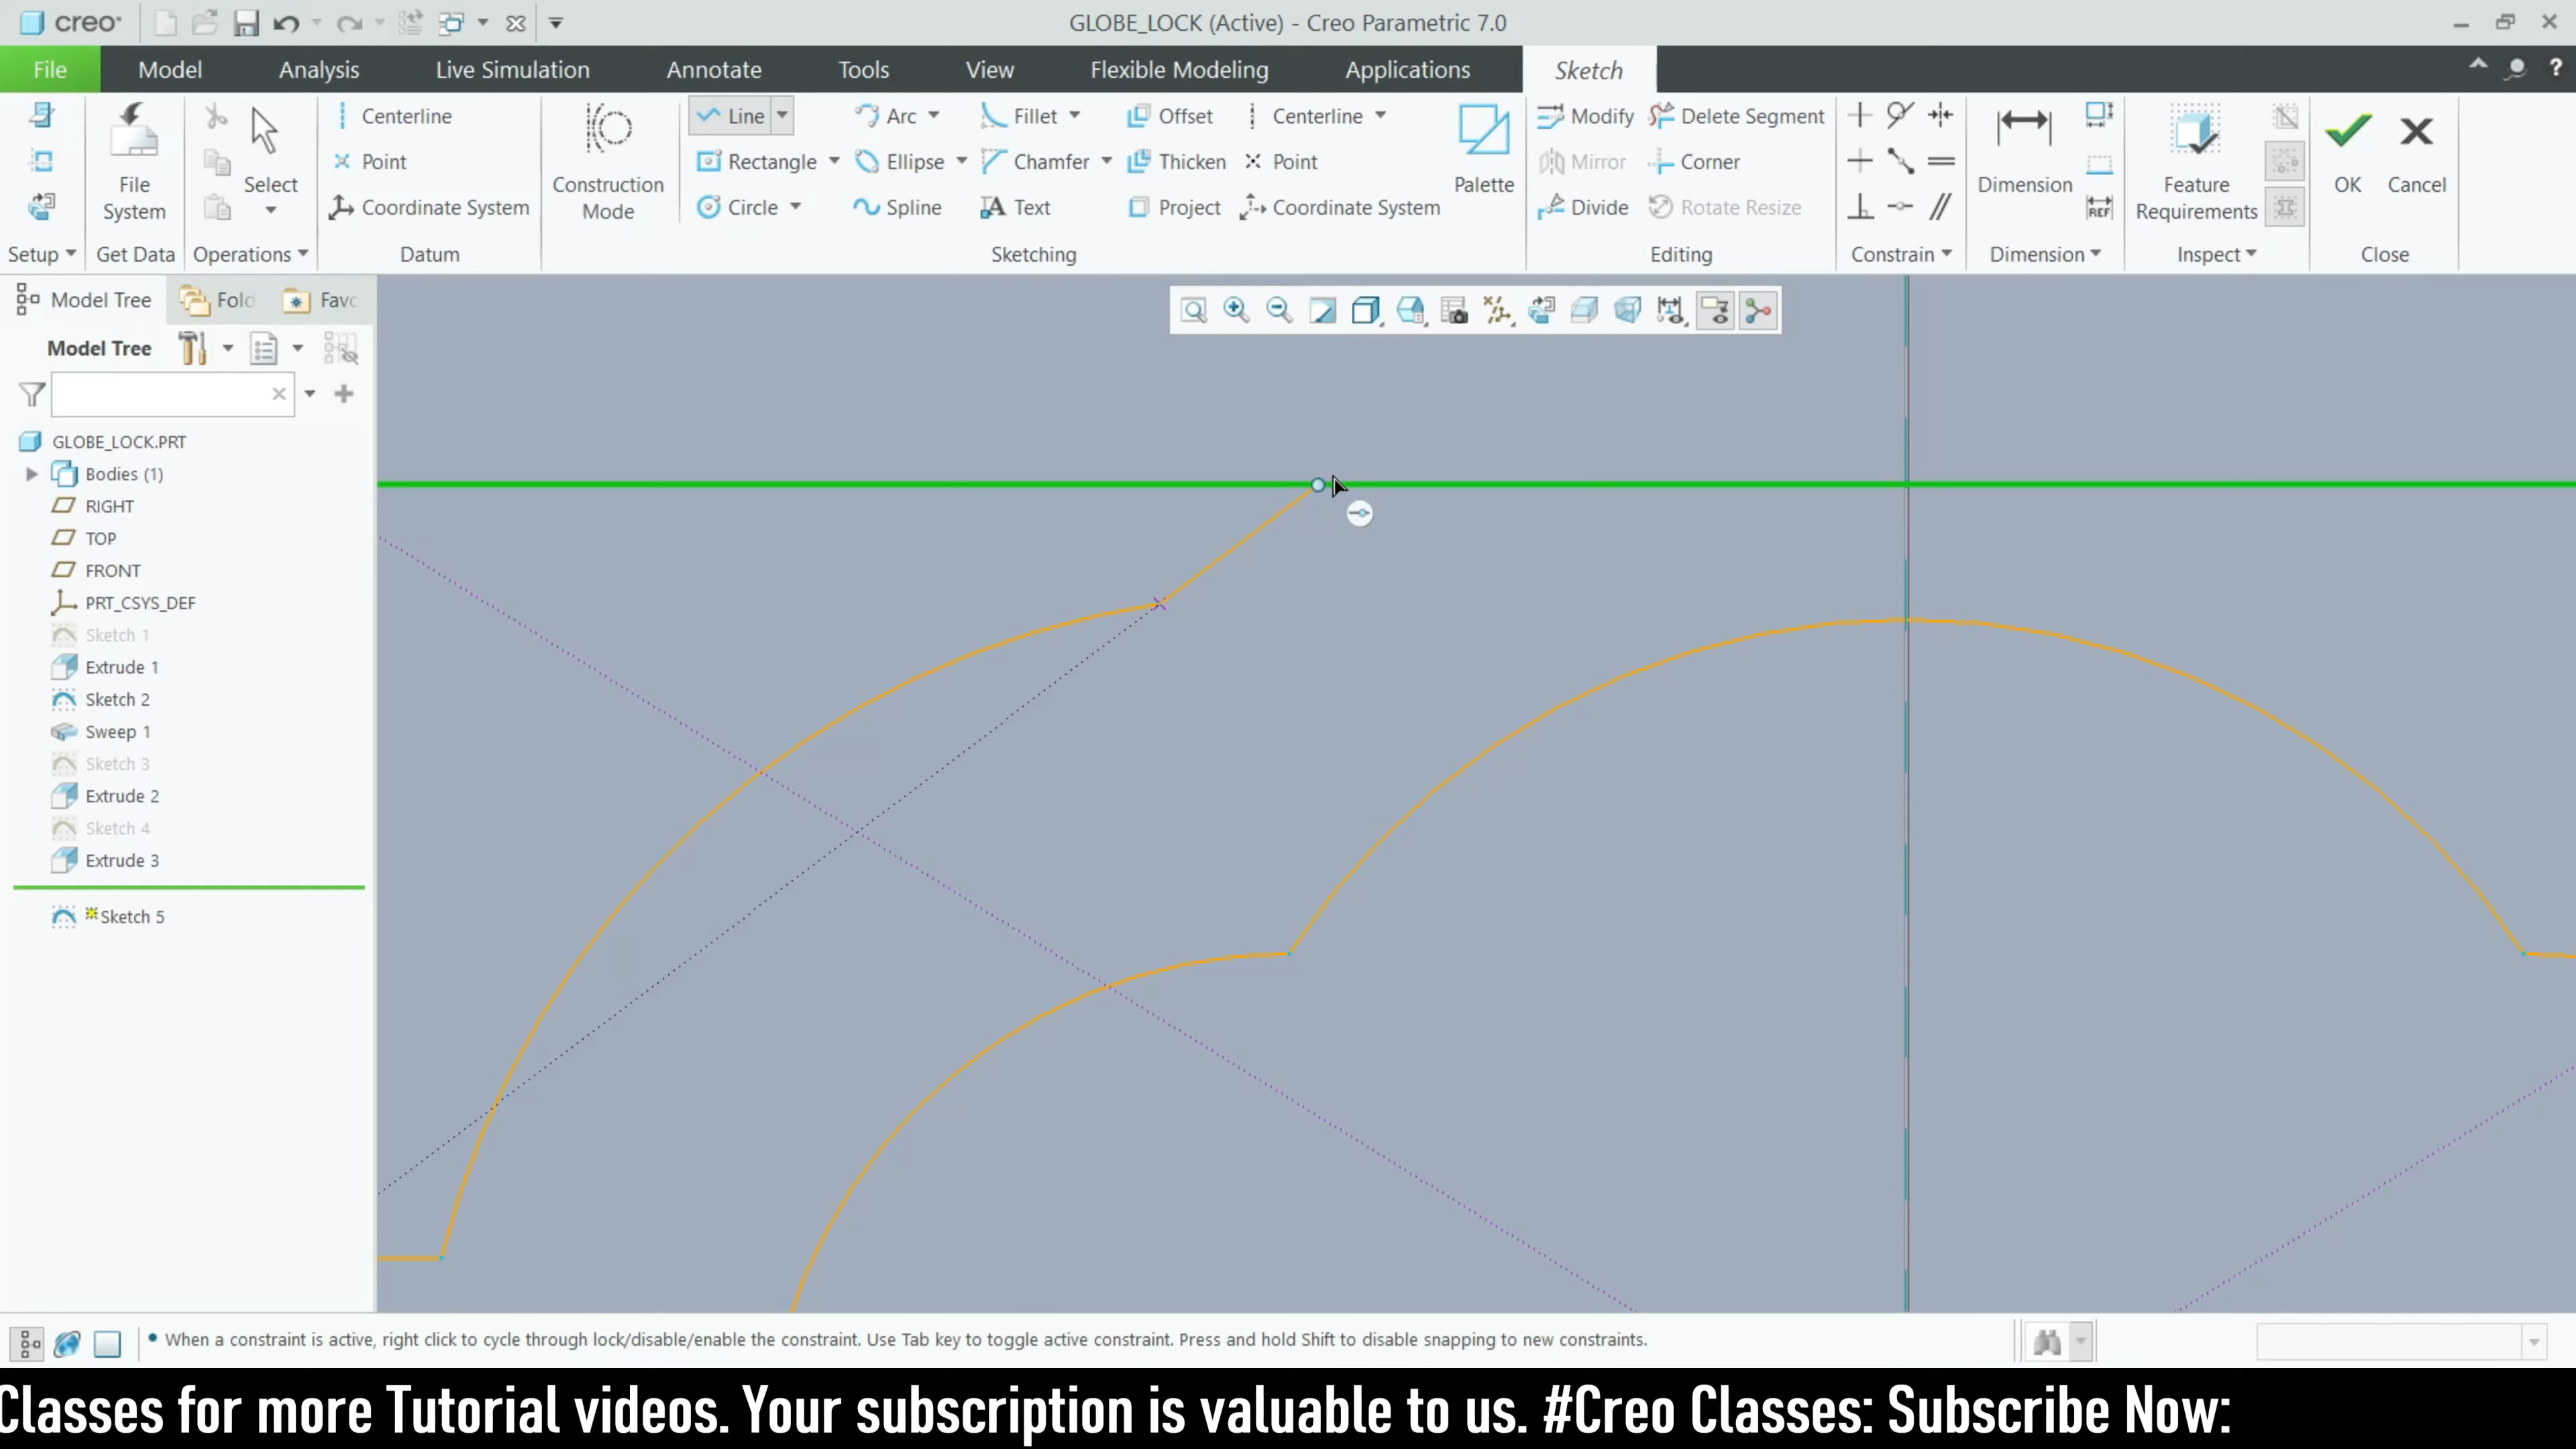 creo GLOBE_LOCK (Active) - Creo Parametric 7.0
File Model Analysis Live Simulation Annotate Tools View Flexible Modeling Applications Sketch ?
Centerline Line Arc Fillet Offset Centerline Modify Delete Segment
Point Rectangle Ellipse Chamfer Thicken Point Mirror Corner
Coordinate System Circle Spline Text Project Coordinate System Divide Rotate Resize
File System
Select
Construction Mode
Palette
Dimension
REF
Feature Requirements
OK
Cancel
Setup Get Data Operations Datum Sketching Editing Constrain Dimension Inspect Close
Model Tree Fold Favo
Model Tree
GLOBE_LOCK.PRT
Bodies (1)
RIGHT
TOP
FRONT
PRT_CSYS_DEF
Sketch 1
Extrude 1
Sketch 2
Sweep 1
Sketch 3
Extrude 2
Sketch 4
Extrude 3
Sketch 5
When a constraint is active, right click to cycle through lock/disable/enable the constraint. Use Tab key to toggle active constraint. Press and hold Shift to disable snapping to new constraints.
Classes for more Tutorial videos. Your subscription is valuable to us. #Creo Classes: Subscribe Now: